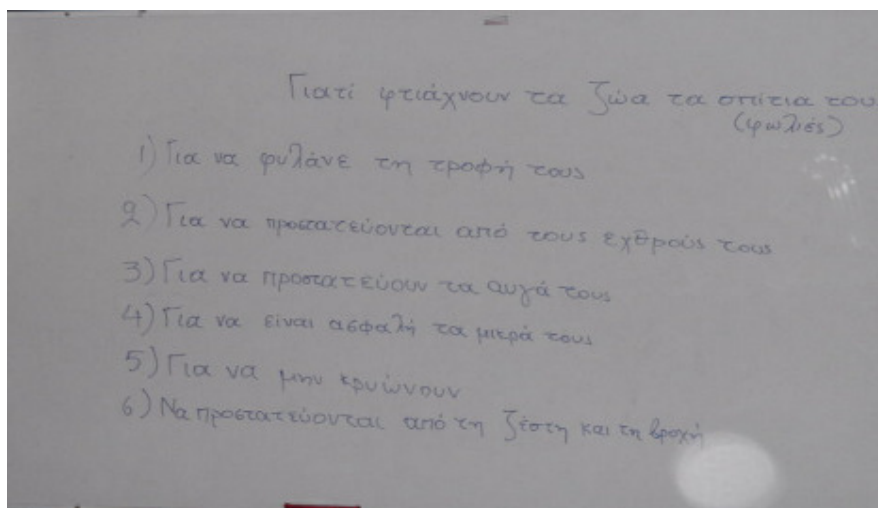 Γιατί φτιάχνουν τα ζώα τα σπίτια του
(φωλιές)
1) Για να φυλάνε τη τροφή τους
2) Για να προστατεύονται από τους εχθρούς τους
3) Για να προστατεύουν τα αυγά τους
4) Για να είναι ασφαλή τα μικρά τους
5) Για να μην κρυώνουν
6) Να προστατεύονται από τη ζέστη και τη βροχή